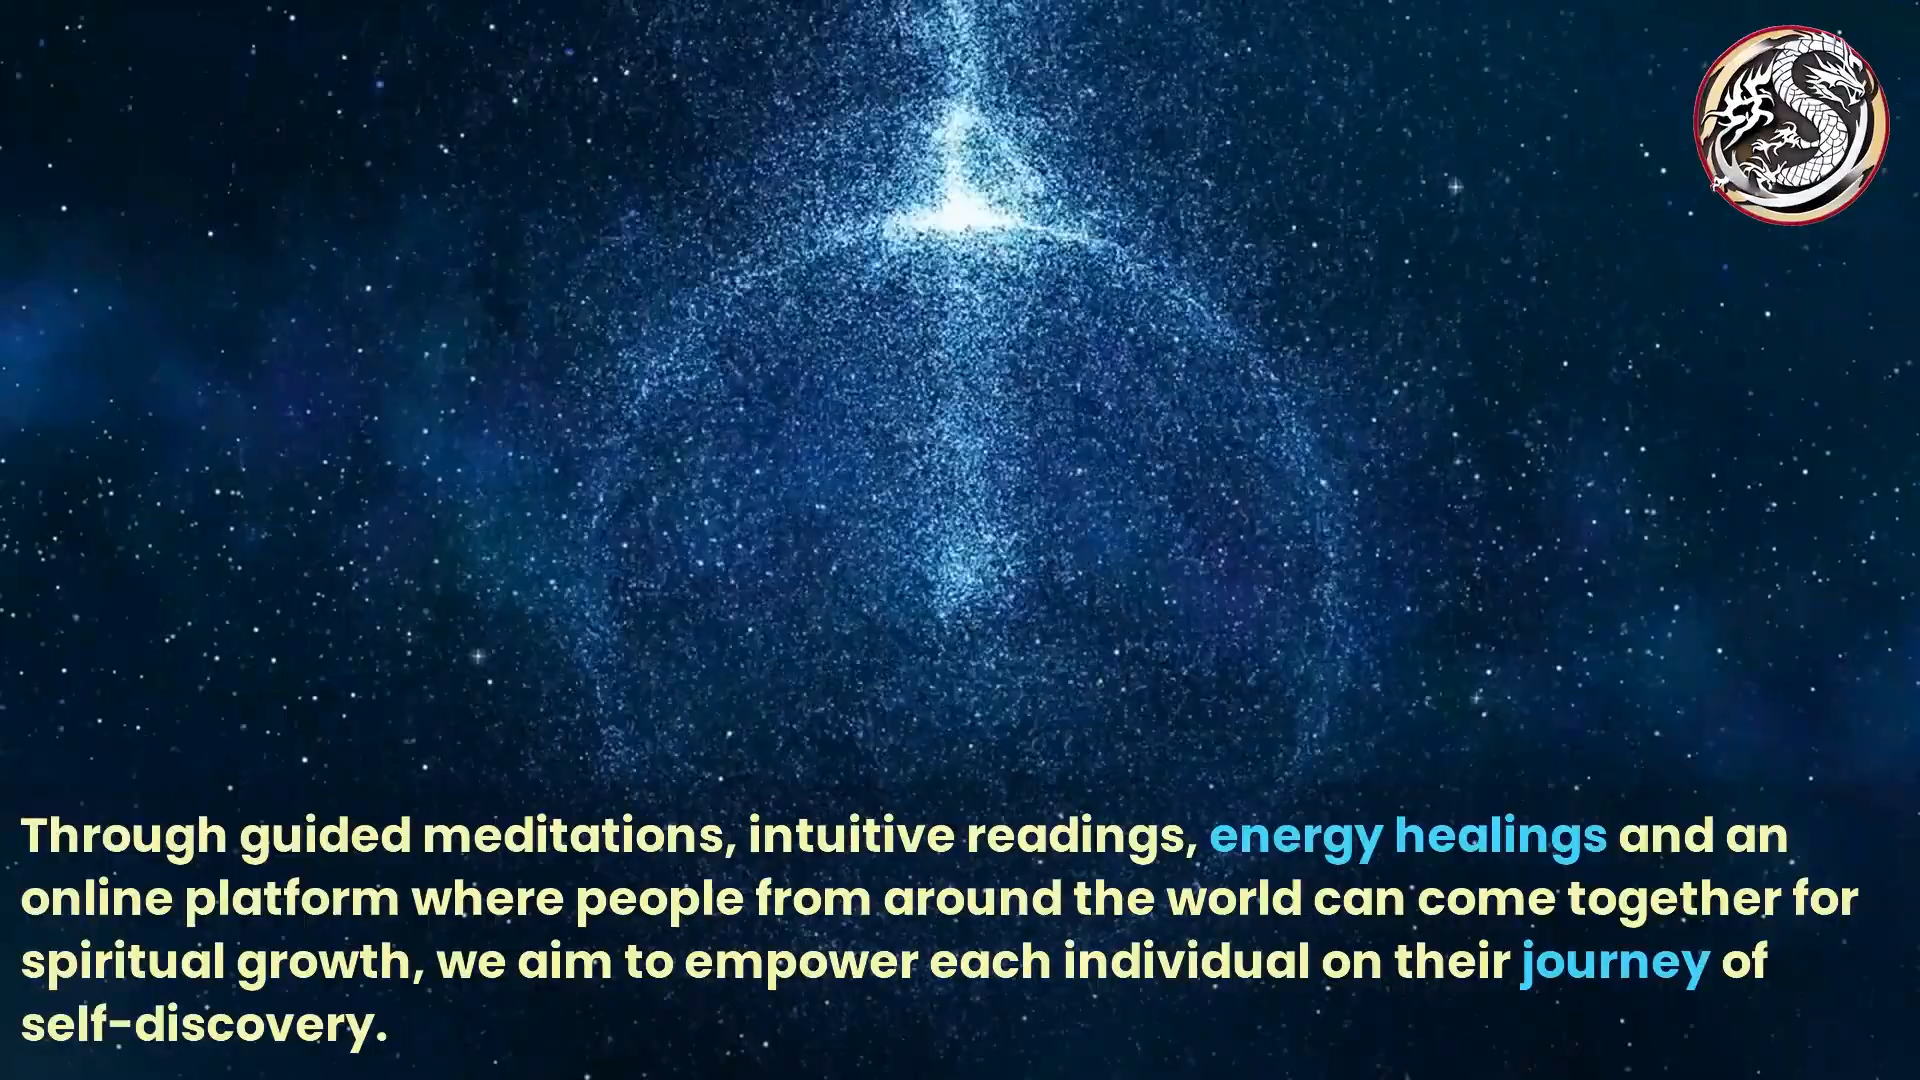 Through guided meditations, intuitive readings, energy healings and an
online platform where people from around the world can come together for
spiritual growth, we aim to empower each individual on their journey of
self-discovery.